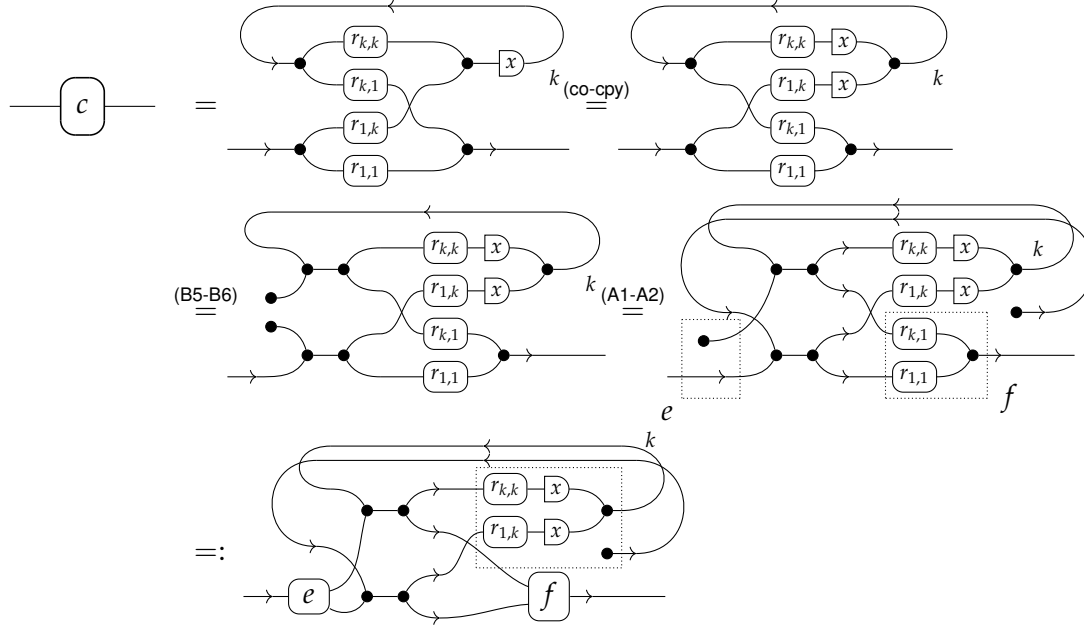 r_{k,k}
r_{k,1} x
c = k (co-cpy) =
r_{1,k}
r_{1,1}
r_{k,k} x
r_{1,k} x k
r_{k,1}
r_{1,1}
r_{k,k} x
(B5-B6) = r_{1,k} x k
r_{k,1}
r_{1,1}
(A1-A2) = r_{k,k} x k
r_{1,k} x
r_{k,1}
r_{1,1}
e f
k
r_{k,k} x
r_{1,k} x
=:
e f